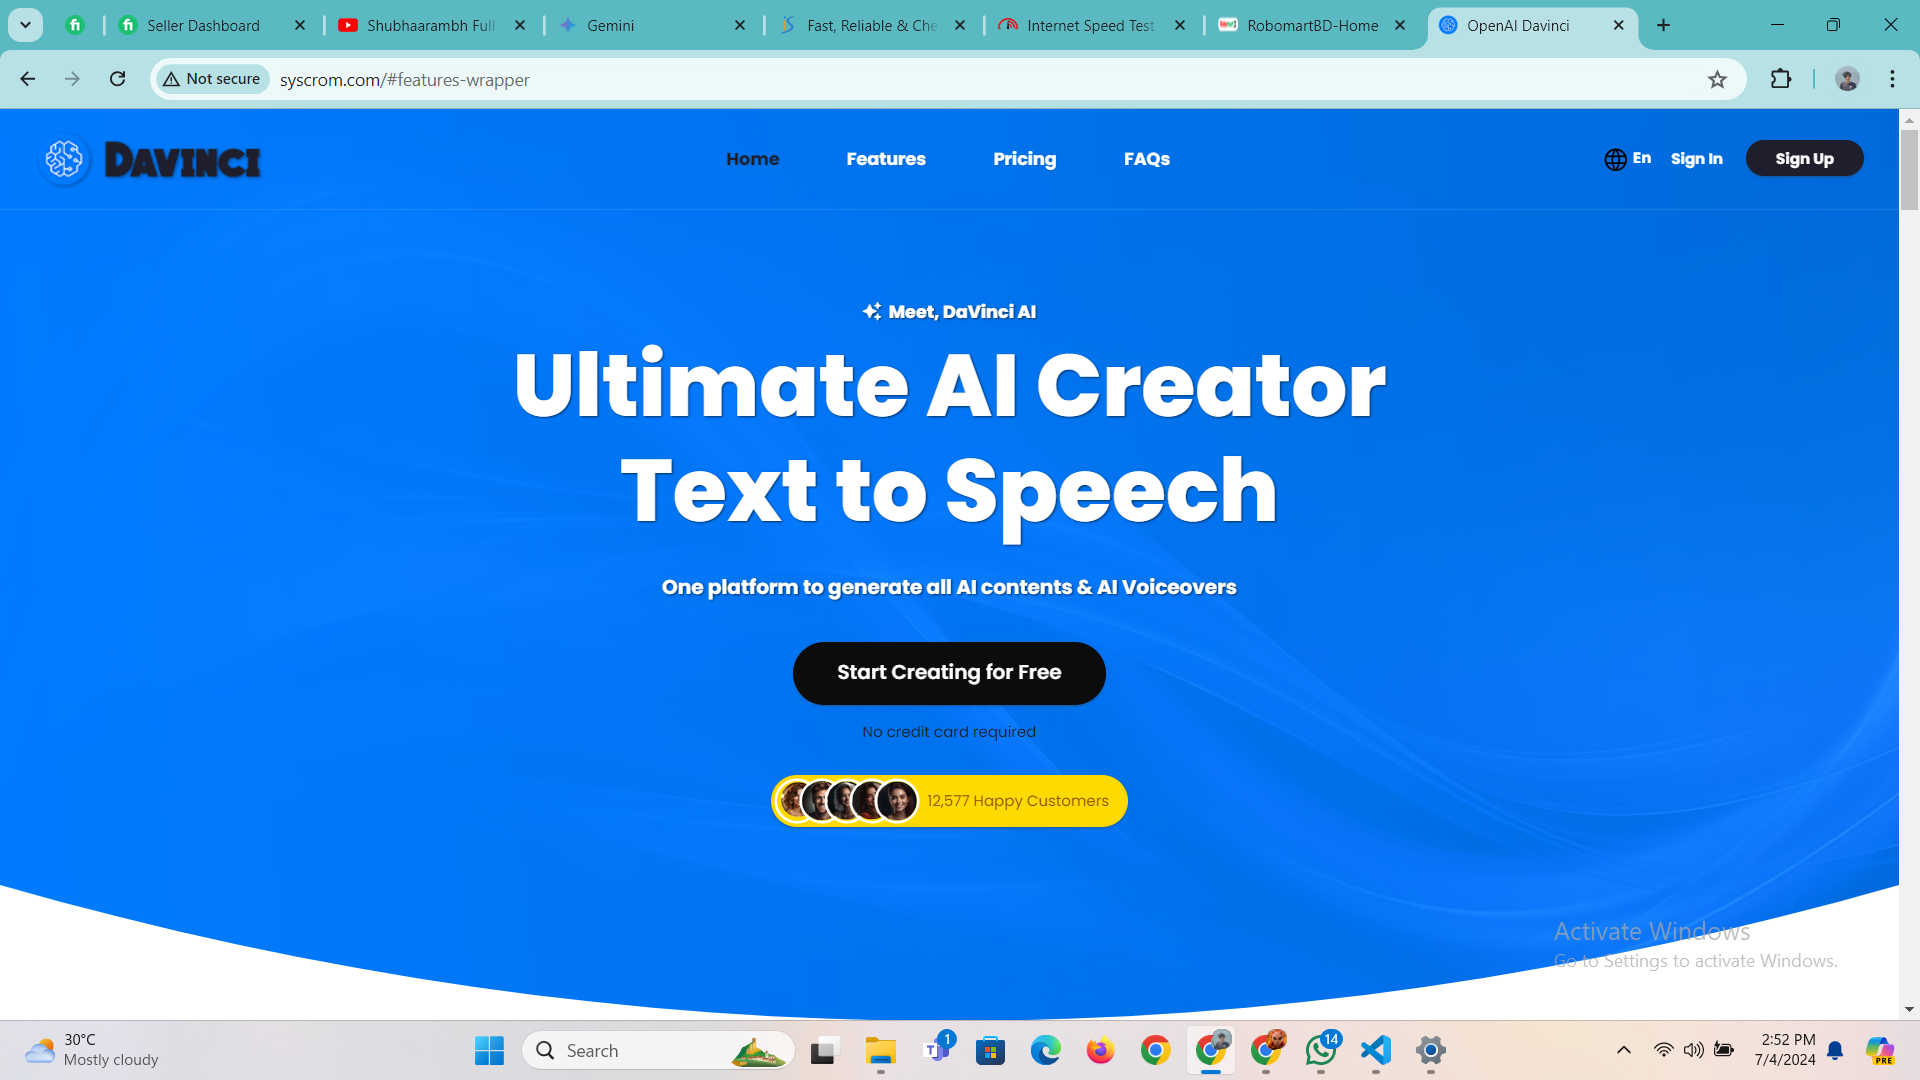 Seller Dashboard
Shubhaarambh Full
Gemini
Fast, Reliable & Che
Internet Speed Test
RobomartBD-Home
OpenAI Davinci
Not secure
syscrom.com/#features-wrapper
DAVINCI
Home
Features
Pricing
FAQs
En
Sign In
Sign Up
Meet, DaVinci AI
Ultimate AI Creator
Text to Speech
One platform to generate all AI contents & AI Voiceovers
Start Creating for Free
No credit card required
12,577 Happy Customers
Activate Windows
Go to Settings to activate Windows.
30°C
Mostly cloudy
Search
1
14
2:52 PM
7/4/2024
PRE